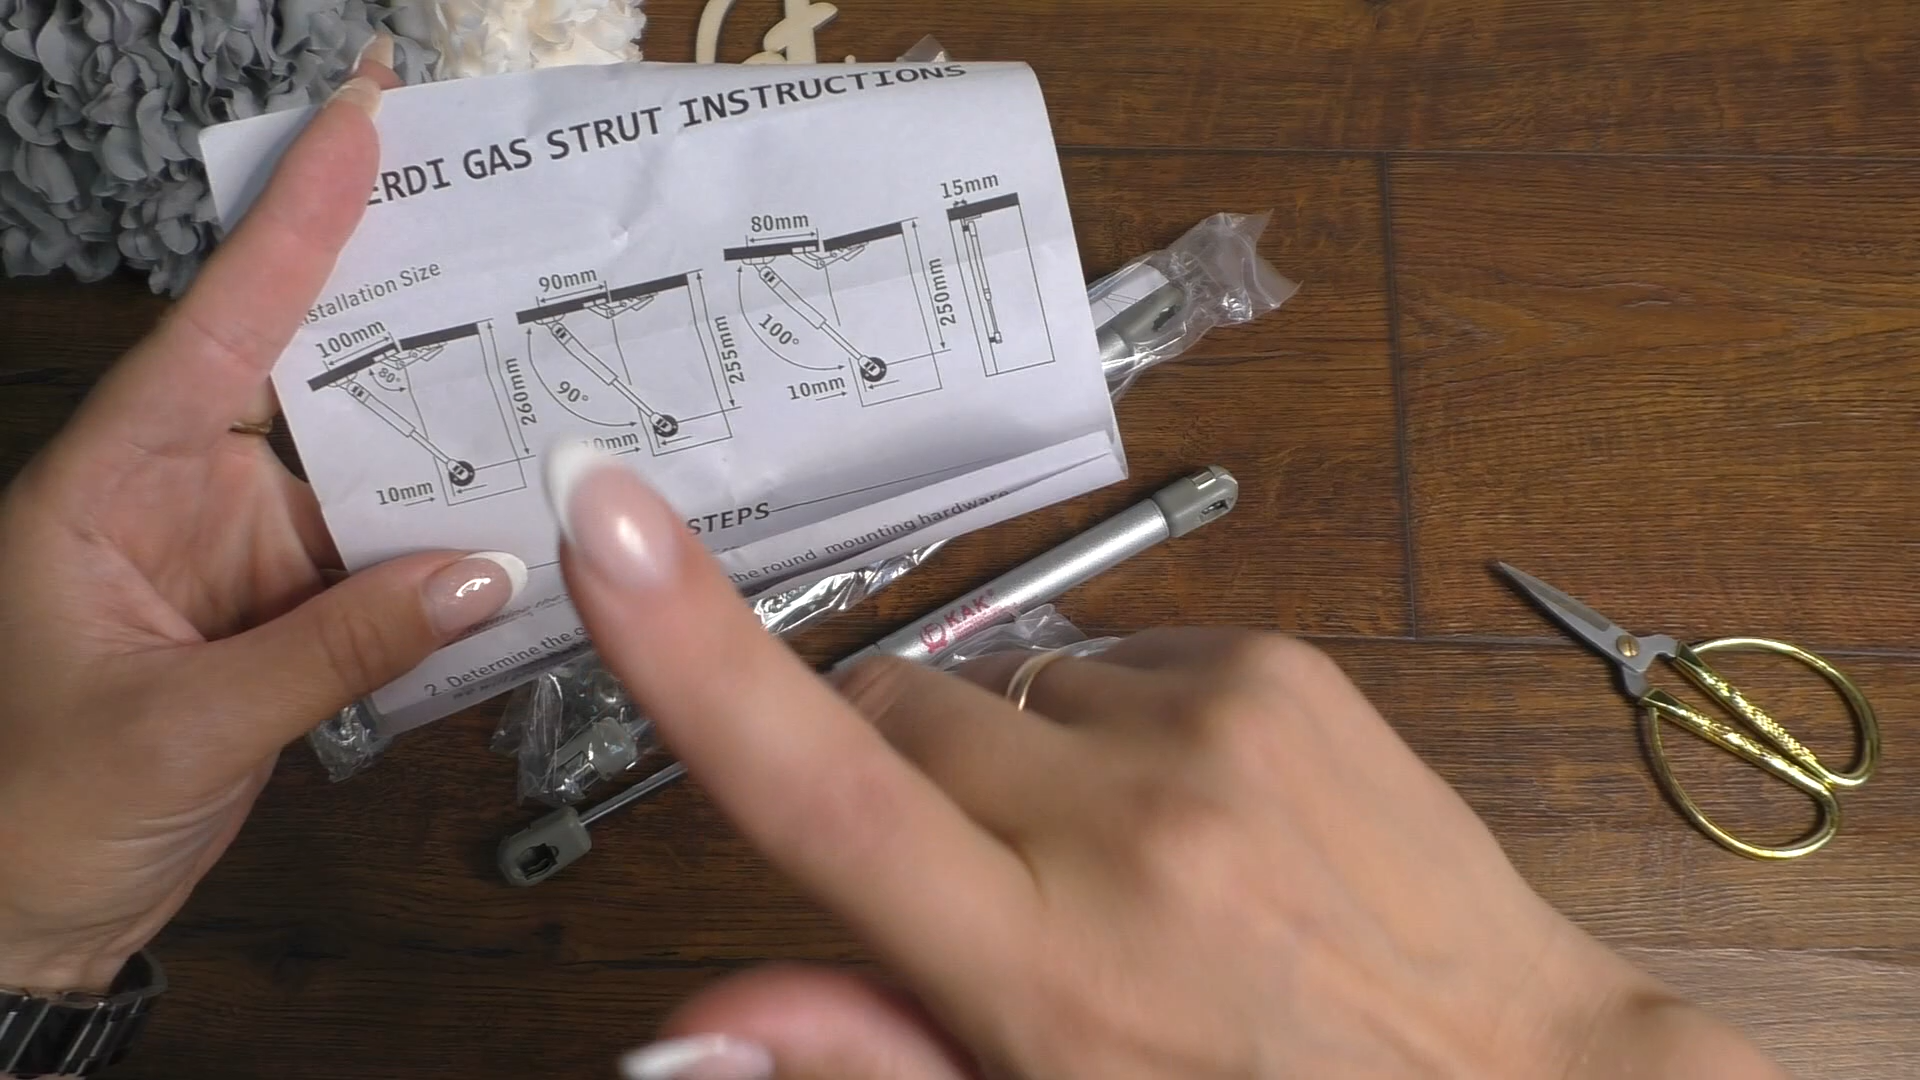 ERDI GAS STRUT INSTRUCTIONS
nstallation Size
100mm
80°
260mm
10mm
90mm
90°
255mm
0mm
80mm
100°
250mm
10mm
15mm
STEPS
the round mounting hardware
2. Determine the
KAK